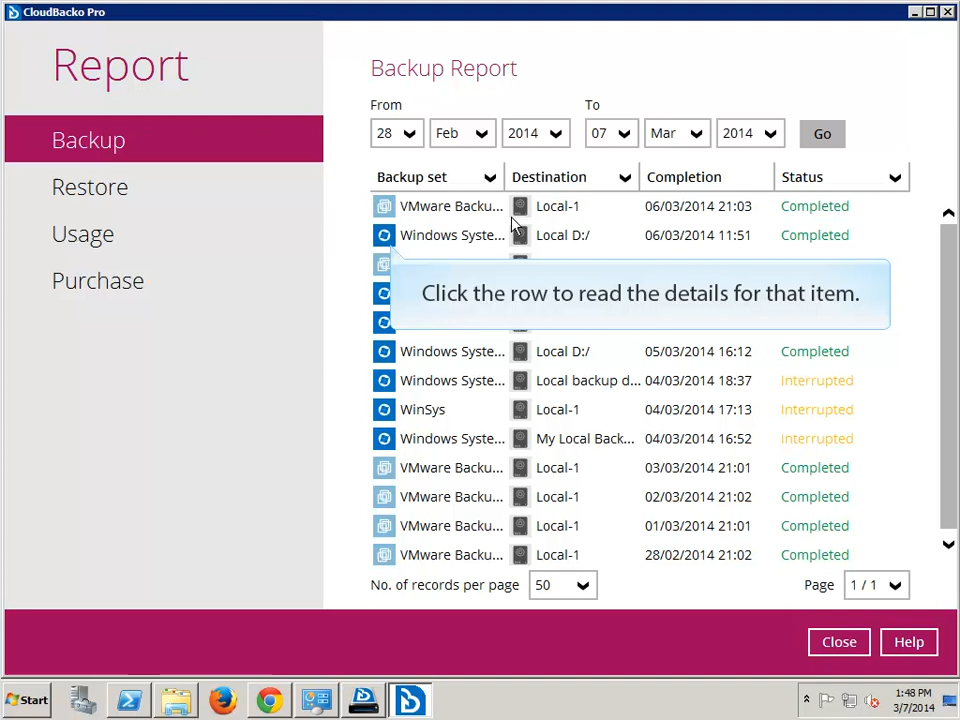 CloudBacko Pro
Report
Backup
Restore
Usage
Purchase
Backup Report
From To
28 Feb 2014 07 Mar 2014 Go
Backup set Destination Completion Status
VMware Backu... Local-1 06/03/2014 21:03 Completed
Windows Syste... Local D:/ 06/03/2014 11:51 Completed
Click the row to read the details for that item.
Windows Syste... Local D:/ 05/03/2014 16:12 Completed
Windows Syste... Local backup d... 04/03/2014 18:37 Interrupted
WinSys Local-1 04/03/2014 17:13 Interrupted
Windows Syste... My Local Back... 04/03/2014 16:52 Interrupted
VMware Backu... Local-1 03/03/2014 21:01 Completed
VMware Backu... Local-1 02/03/2014 21:02 Completed
VMware Backu... Local-1 01/03/2014 21:01 Completed
VMware Backu... Local-1 28/02/2014 21:02 Completed
No. of records per page 50 Page 1 / 1
Close Help
Start
1:48 PM
3/7/2014